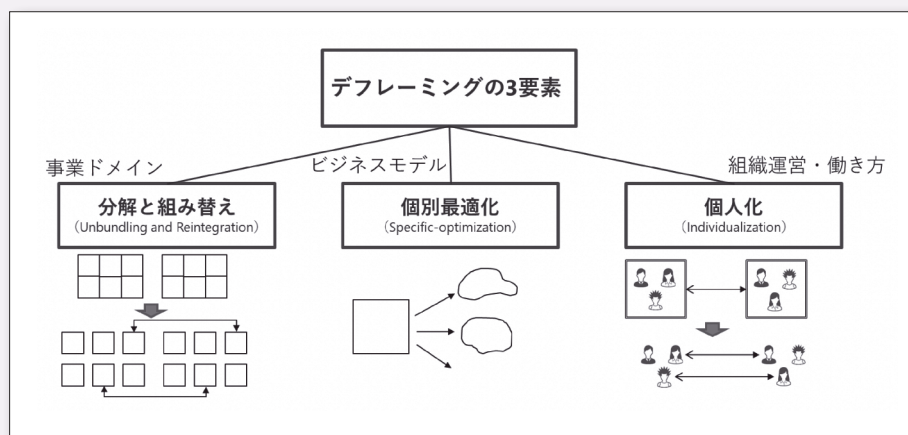 デフレーミングの3要素
事業ドメイン
ビジネスモデル
組織運営・働き方
分解と組み替え
（Unbundling and Reintegration）
個別最適化
（Specific-optimization）
個人化
（Individualization）